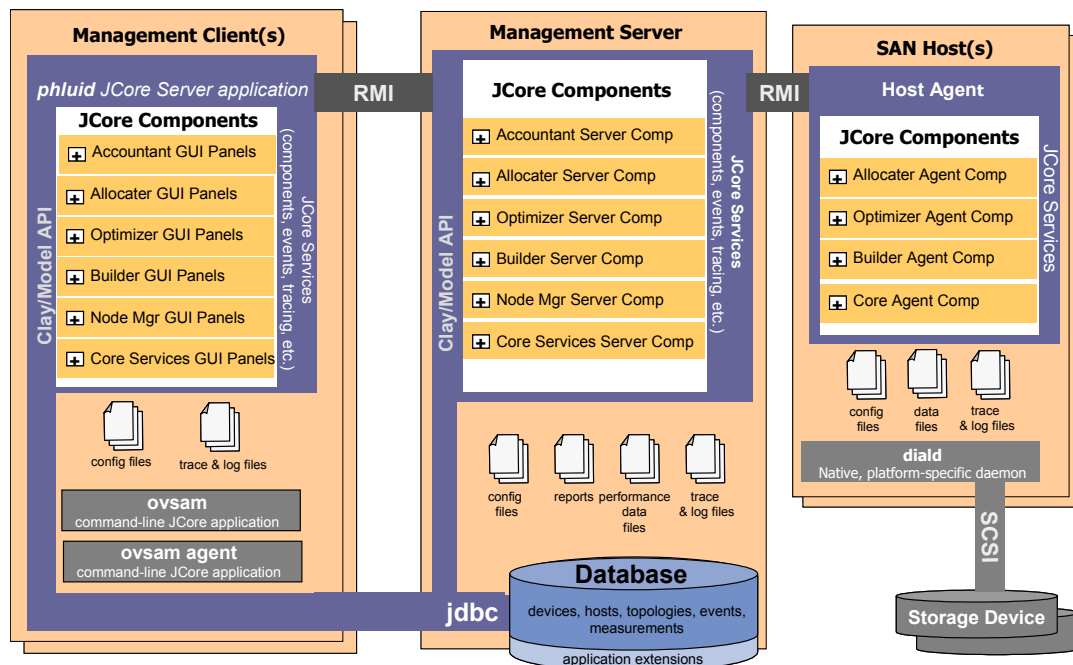 Management Client(s)
phluid JCore Server application
JCore Components
Accountant GUI Panels
Allocater GUI Panels
Optimizer GUI Panels
Builder GUI Panels
Node Mgr GUI Panels
Core Services GUI Panels
Clay/Model API
JCore Services
(components, events, tracing, etc.)
config files
trace & log files
ovsam
command-line JCore application
ovsam agent
command-line JCore application
RMI
Management Server
JCore Components
Accountant Server Comp
Allocater Server Comp
Optimizer Server Comp
Builder Server Comp
Node Mgr Server Comp
Core Services Server Comp
Clay/Model API
JCore Services
(components, events, tracing, etc.)
config
files
reports
performance
data
files
trace
& log files
jdbc
Database
devices, hosts, topologies, events,
measurements
application extensions
RMI
SAN Host(s)
Host Agent
JCore Components
Allocater Agent Comp
Optimizer Agent Comp
Builder Agent Comp
Core Agent Comp
JCore Services
config
files
data
files
trace
& log files
diald
Native, platform-specific daemon
SCSI
Storage Device